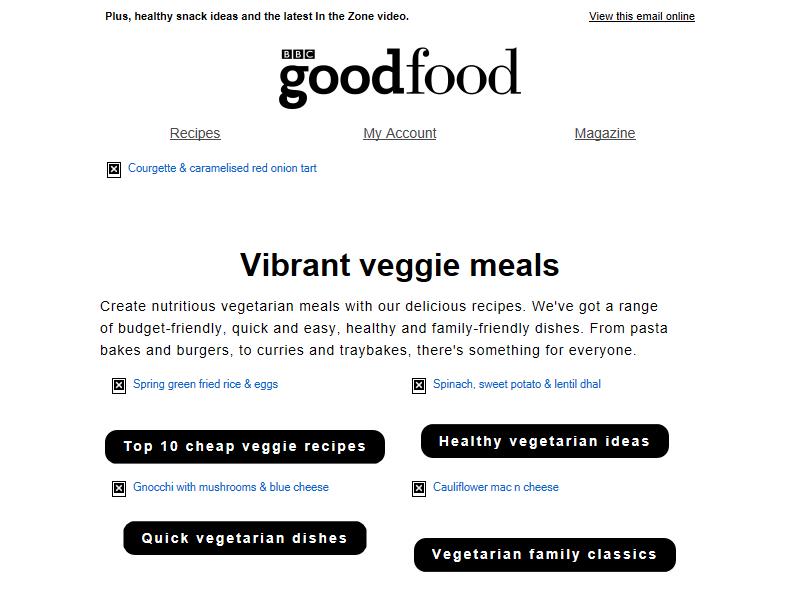 Plus, healthy snack ideas and the latest In the Zone video.
View this email online
BBC
goodfood
Recipes
My Account
Magazine
Courgette & caramelised red onion tart
Vibrant veggie meals
Create nutritious vegetarian meals with our delicious recipes. We've got a range
of budget-friendly, quick and easy, healthy and family-friendly dishes. From pasta
bakes and burgers, to curries and traybakes, there's something for everyone.
Spring green fried rice & eggs
Spinach, sweet potato & lentil dhal
Top 10 cheap veggie recipes
Healthy vegetarian ideas
Gnocchi with mushrooms & blue cheese
Cauliflower mac n cheese
Quick vegetarian dishes
Vegetarian family classics